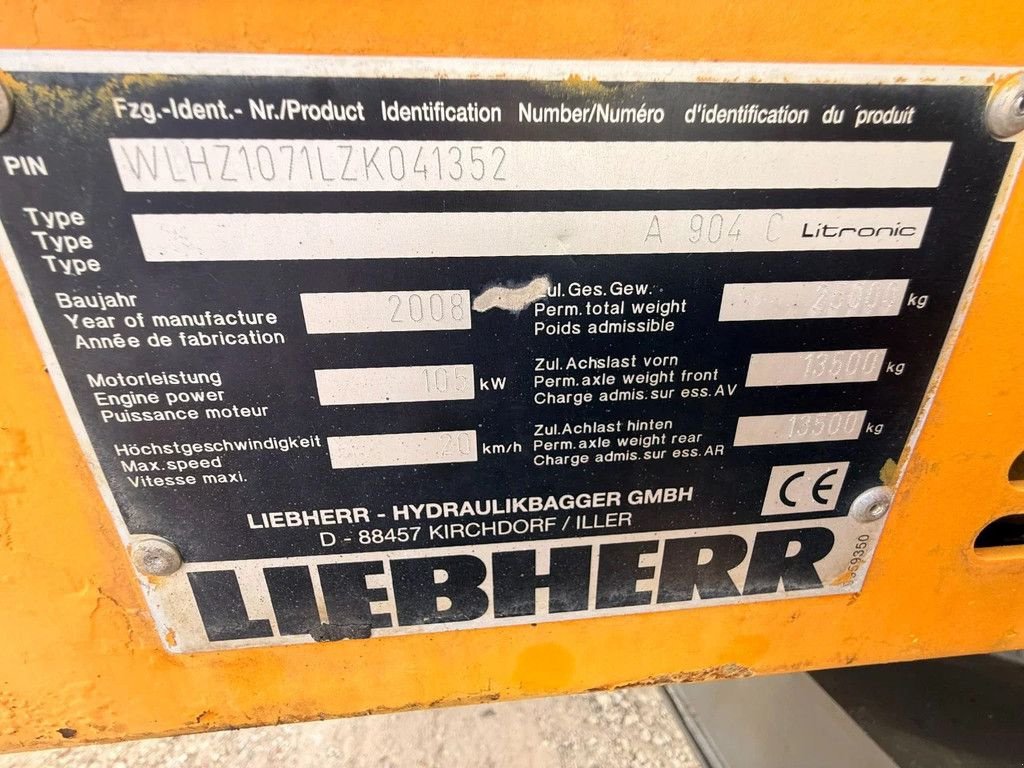 Fzg.-Ident.- Nr./Product Identification Number/Numéro d'identification du produit
PIN WLHZ1071LZK041352
Type
Type
Type
A 904 C Litronic
Baujahr
Year of manufacture
Année de fabrication
2008
ul.Ges.Gew.
Perm.total weight
Poids admissible
kg
Motorleistung
Engine power
Puissance moteur
105 kW
Zul.Achslast vorn
Perm.axle weight front
Charge admis.sur ess.AV
13500 kg
Höchstgeschwindigkeit
Max.speed
Vitesse maxi.
20 km/h
Zul.Achlast hinten
Perm.axle weight rear
Charge admis.sur ess.AR
13500 kg
CE
LIEBHERR - HYDRAULIKBAGGER GMBH
D - 88457 KIRCHDORF / ILLER
LIEBHERR